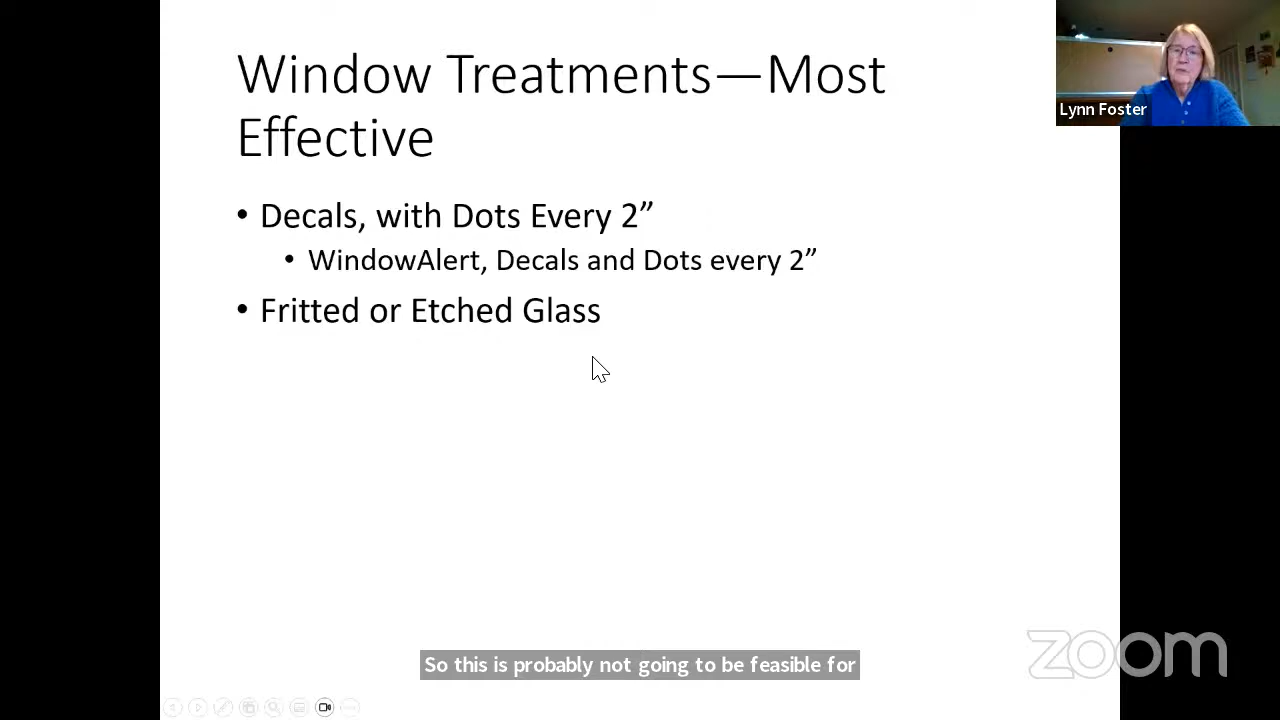 Window Treatments—Most
Effective
• Decals, with Dots Every 2”
• WindowAlert, Decals and Dots every 2”
• Fritted or Etched Glass
Lynn Foster
So this is probably not going to be feasible for
zoom